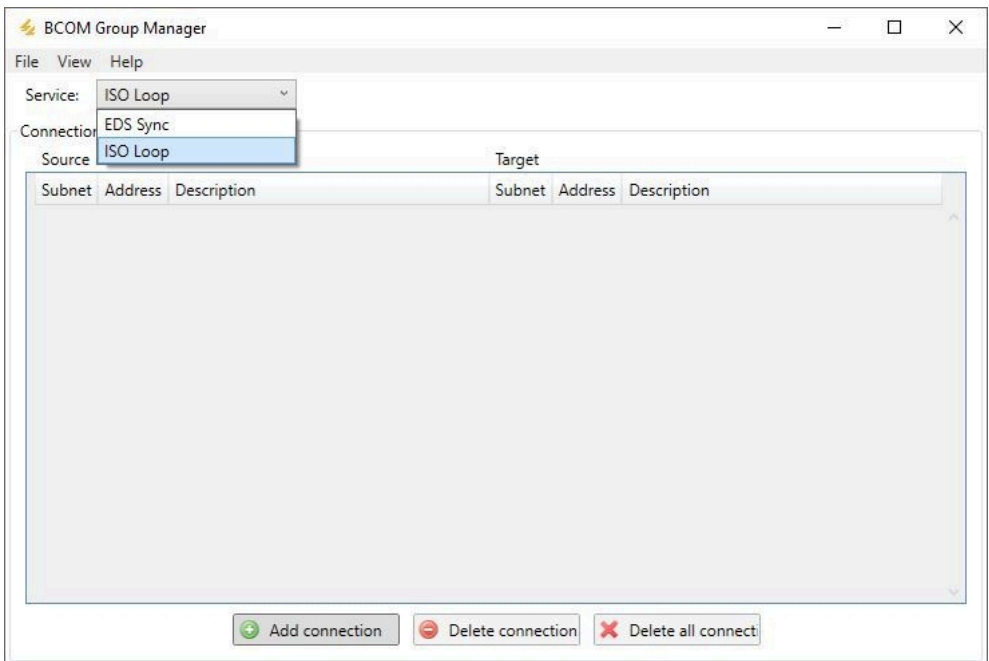 BCOM Group Manager
File View Help
Service: ISO Loop
EDS Sync
ISO Loop
Connection
Source Target
Subnet Address Description Subnet Address Description
Add connection Delete connection Delete all connecti